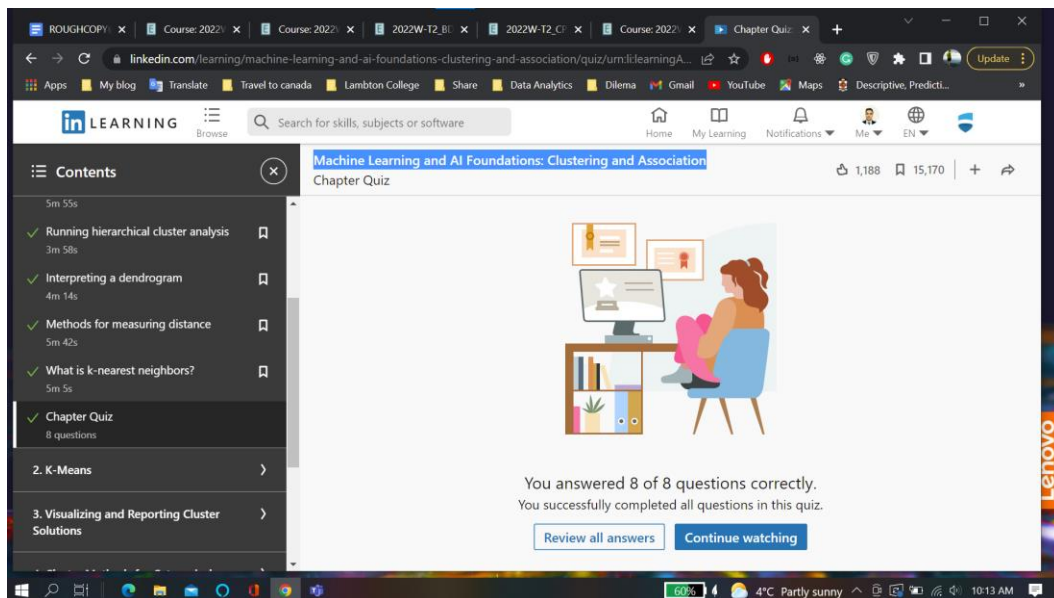 ROUGHCOPY
Course: 2022
Course: 2022
2022W-T2_BD
2022W-T2_CP
Course: 2022
Chapter Quiz
linkedin.com/learning/machine-learning-and-ai-foundations-clustering-and-association/quiz/urn:li:learningA...
Update
Apps My blog Translate Travel to canada Lambton College Share Data Analytics Dilema Gmail YouTube Maps Descriptive, Predicti... »
in LEARNING
Browse
Search for skills, subjects or software
Home My Learning Notifications Me EN
Contents
Machine Learning and AI Foundations: Clustering and Association
Chapter Quiz
1,188 15,170
5m 55s
Running hierarchical cluster analysis
3m 58s
Interpreting a dendrogram
4m 14s
Methods for measuring distance
5m 42s
What is k-nearest neighbors?
5m 5s
Chapter Quiz
8 questions
2. K-Means
3. Visualizing and Reporting Cluster
Solutions
You answered 8 of 8 questions correctly.
You successfully completed all questions in this quiz.
Review all answers
Continue watching
Lenovo
60% 4°C Partly sunny 10:13 AM